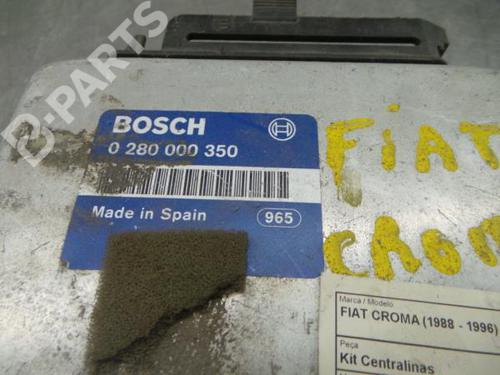 B-PARTS
BOSCH
0 280 000 350
Made in Spain
965
FIAT
CROM
Marca / Modelo
FIAT CROMA (1988 - 1996)
Peça
Kit Centralinas